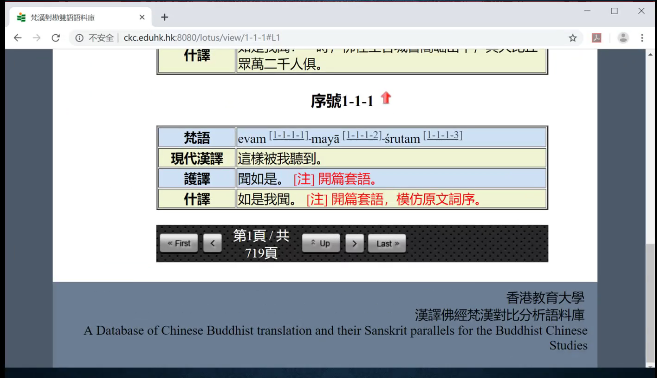 梵漢對勘雙語語料庫
不安全 | ckc.eduhk.hk:8080/lotus/view/1-1-1#L1
什譯
眾萬二千人俱。
序號1-1-1
梵語 evam [1-1-1-1]-mayā [1-1-1-2]-śrutam [1-1-1-3]
現代漢譯 這樣被我聽到。
護譯 聞如是。 [注] 開篇套語。
什譯 如是我聞。 [注] 開篇套語，模仿原文詞序。
« First < 第1頁 / 共 Up > Last »
719頁
香港教育大學
漢譯佛經梵漢對比分析語料庫
A Database of Chinese Buddhist translation and their Sanskrit parallels for the Buddhist Chinese
Studies